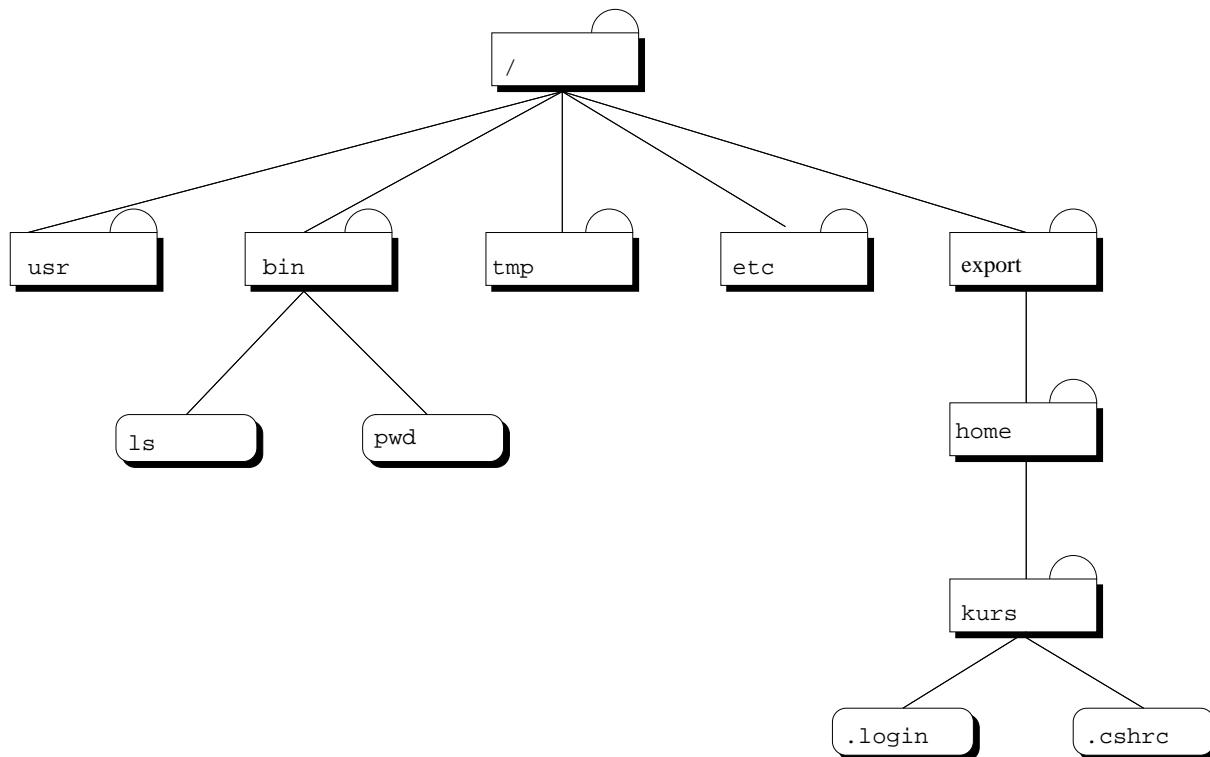 /
usr
bin
tmp
etc
export
ls
pwd
home
kurs
.login
.cshrc